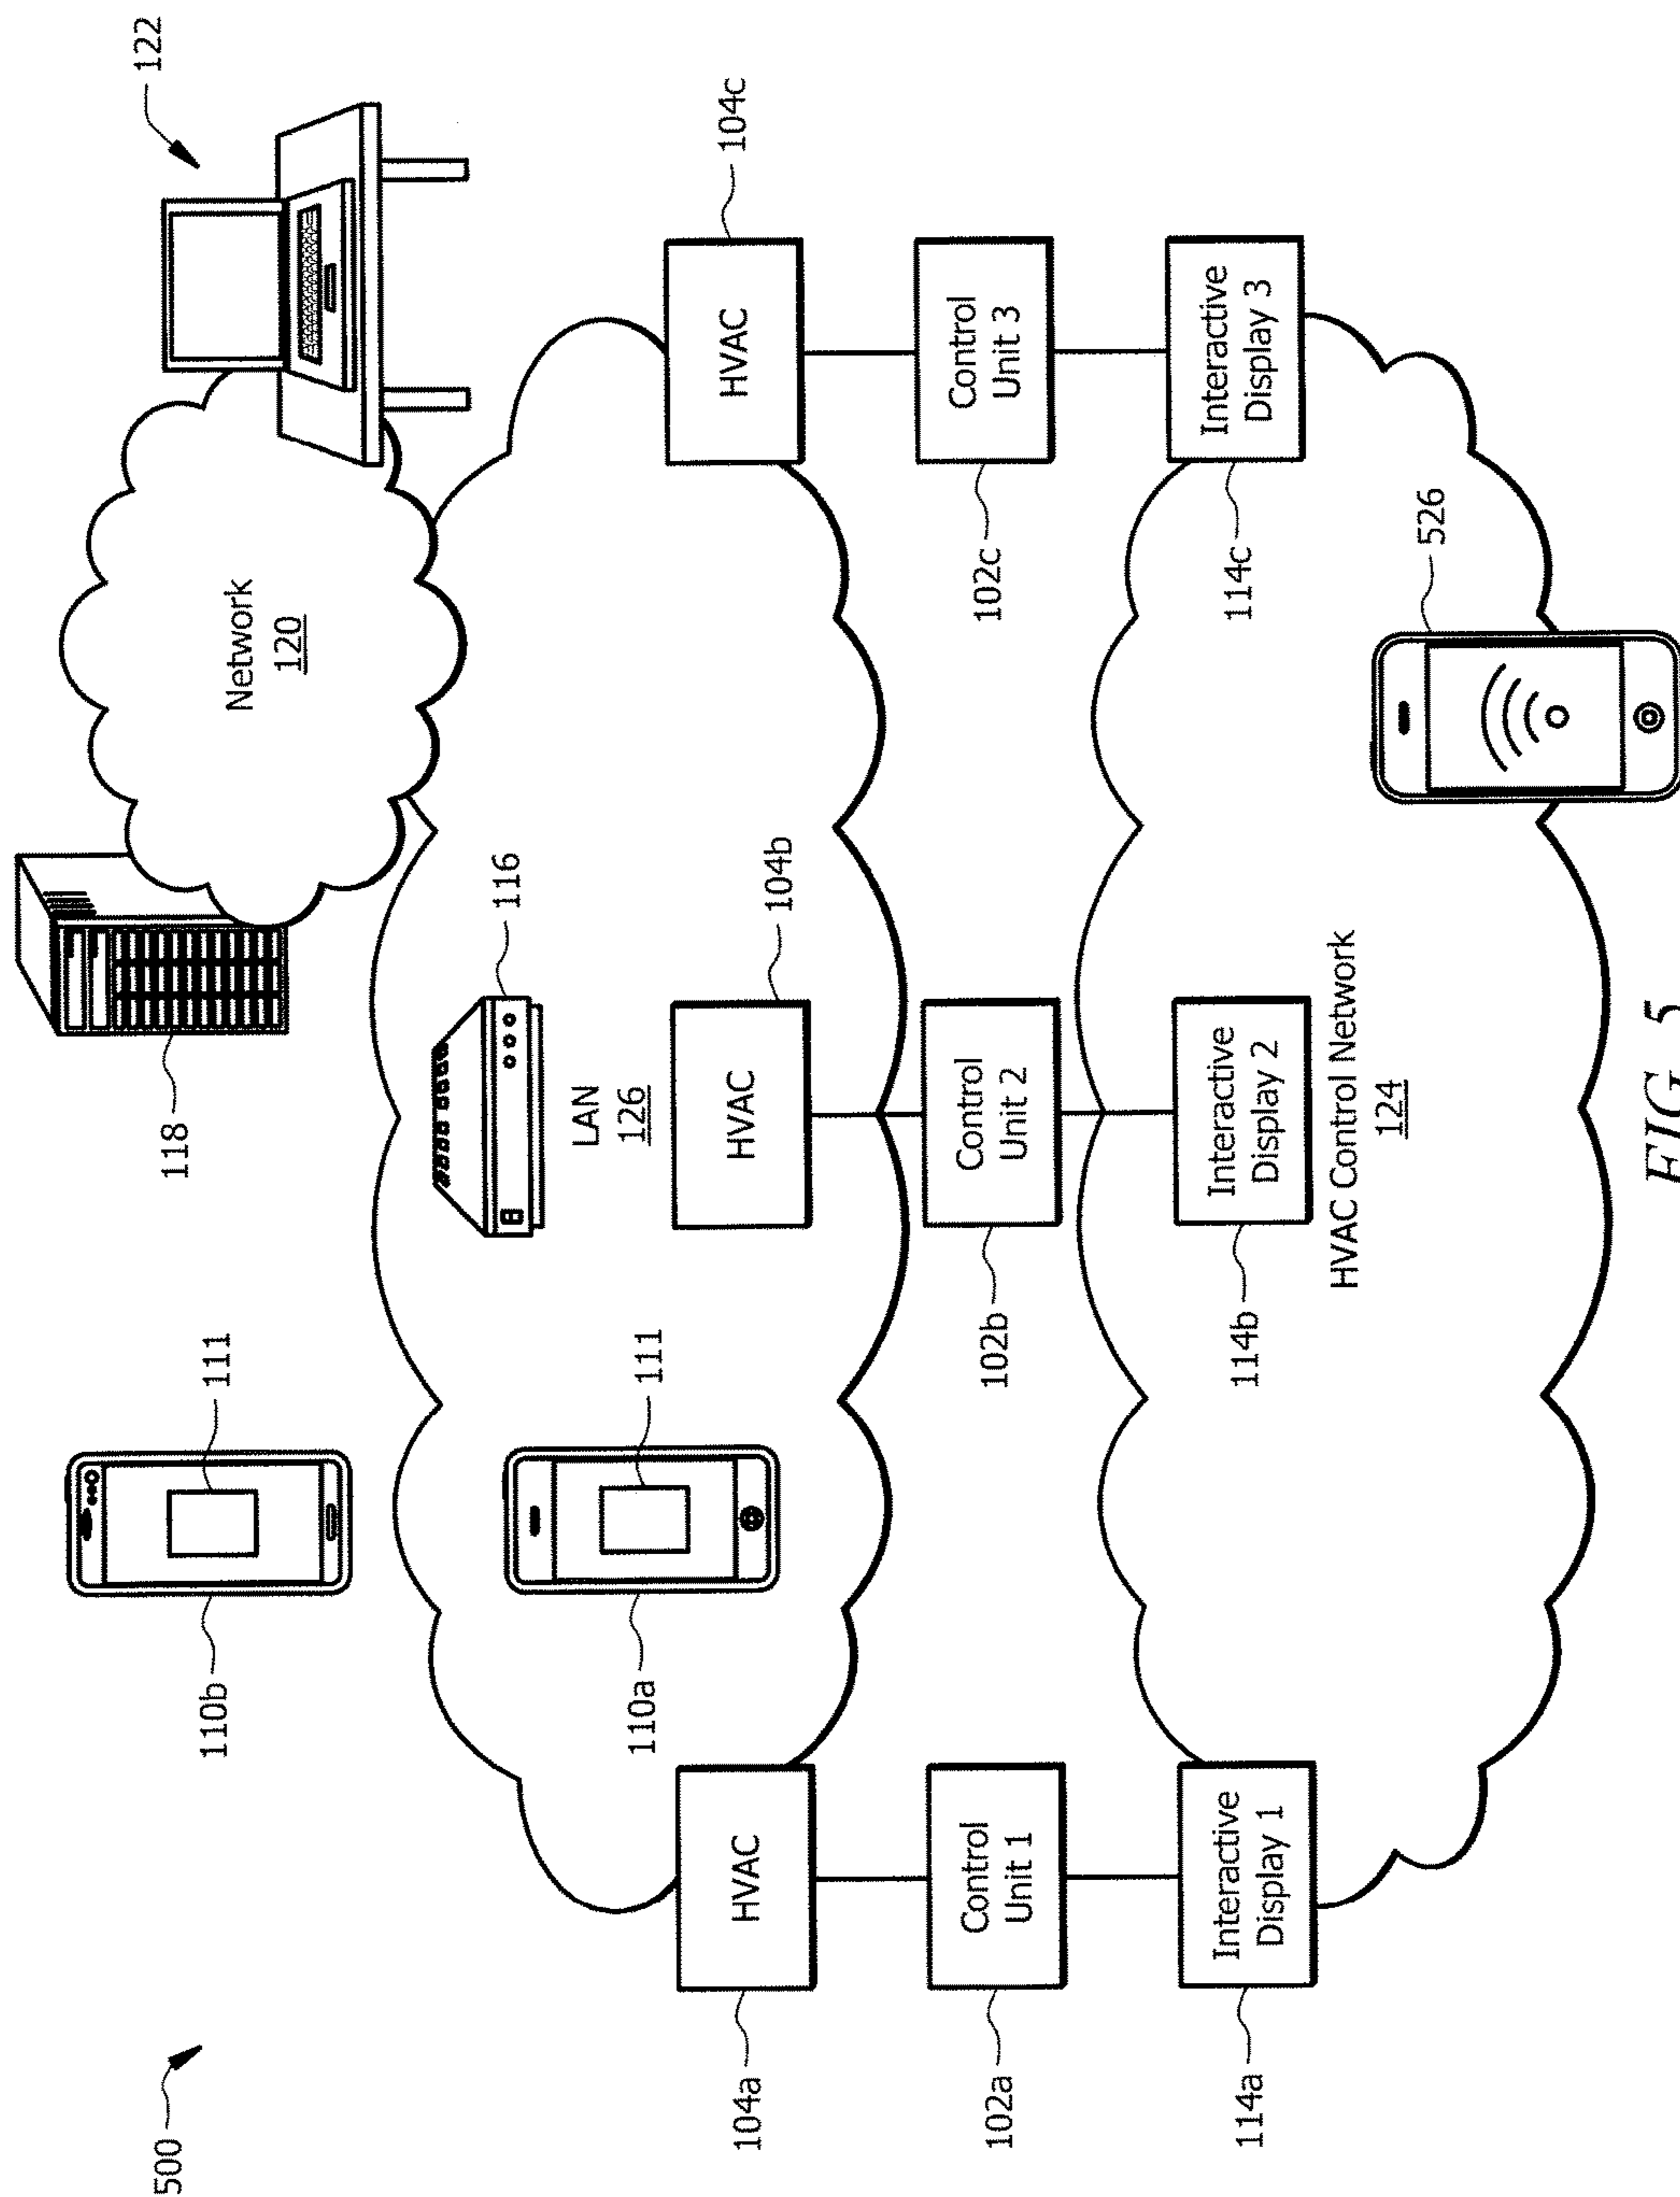 500
110b
111
118
Network
120
122
110a
111
116
LAN
126
104a
HVAC
HVAC
104b
HVAC
104c
102a
Control
Unit 1
102b
Control
Unit 2
102c
Control
Unit 3
114a
Interactive
Display 1
114b
Interactive
Display 2
114c
Interactive
Display 3
HVAC Control Network
124
526
FIG. 5